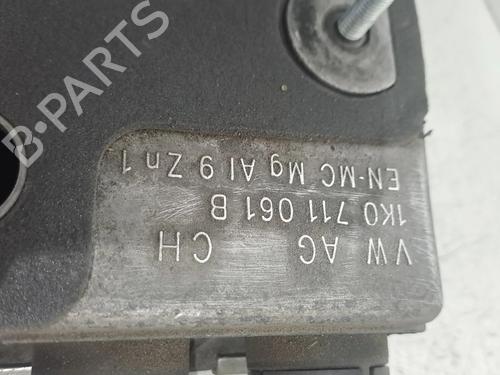 VW AG CH
1K0 711 061 B
EN-MC Mg Al 9 Zn 1
B-PARTS